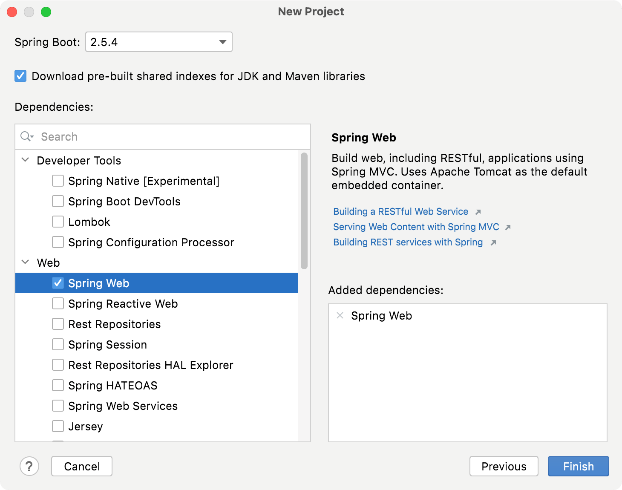 New Project
Spring Boot: 2.5.4
Download pre-built shared indexes for JDK and Maven libraries
Dependencies:
Search
Developer Tools
Spring Native [Experimental]
Spring Boot DevTools
Lombok
Spring Configuration Processor
Web
Spring Web
Spring Reactive Web
Rest Repositories
Spring Session
Rest Repositories HAL Explorer
Spring HATEOAS
Spring Web Services
Jersey
Spring Web
Build web, including RESTful, applications using
Spring MVC. Uses Apache Tomcat as the default
embedded container.
Building a RESTful Web Service
Serving Web Content with Spring MVC
Building REST services with Spring
Added dependencies:
Spring Web
? Cancel Previous Finish